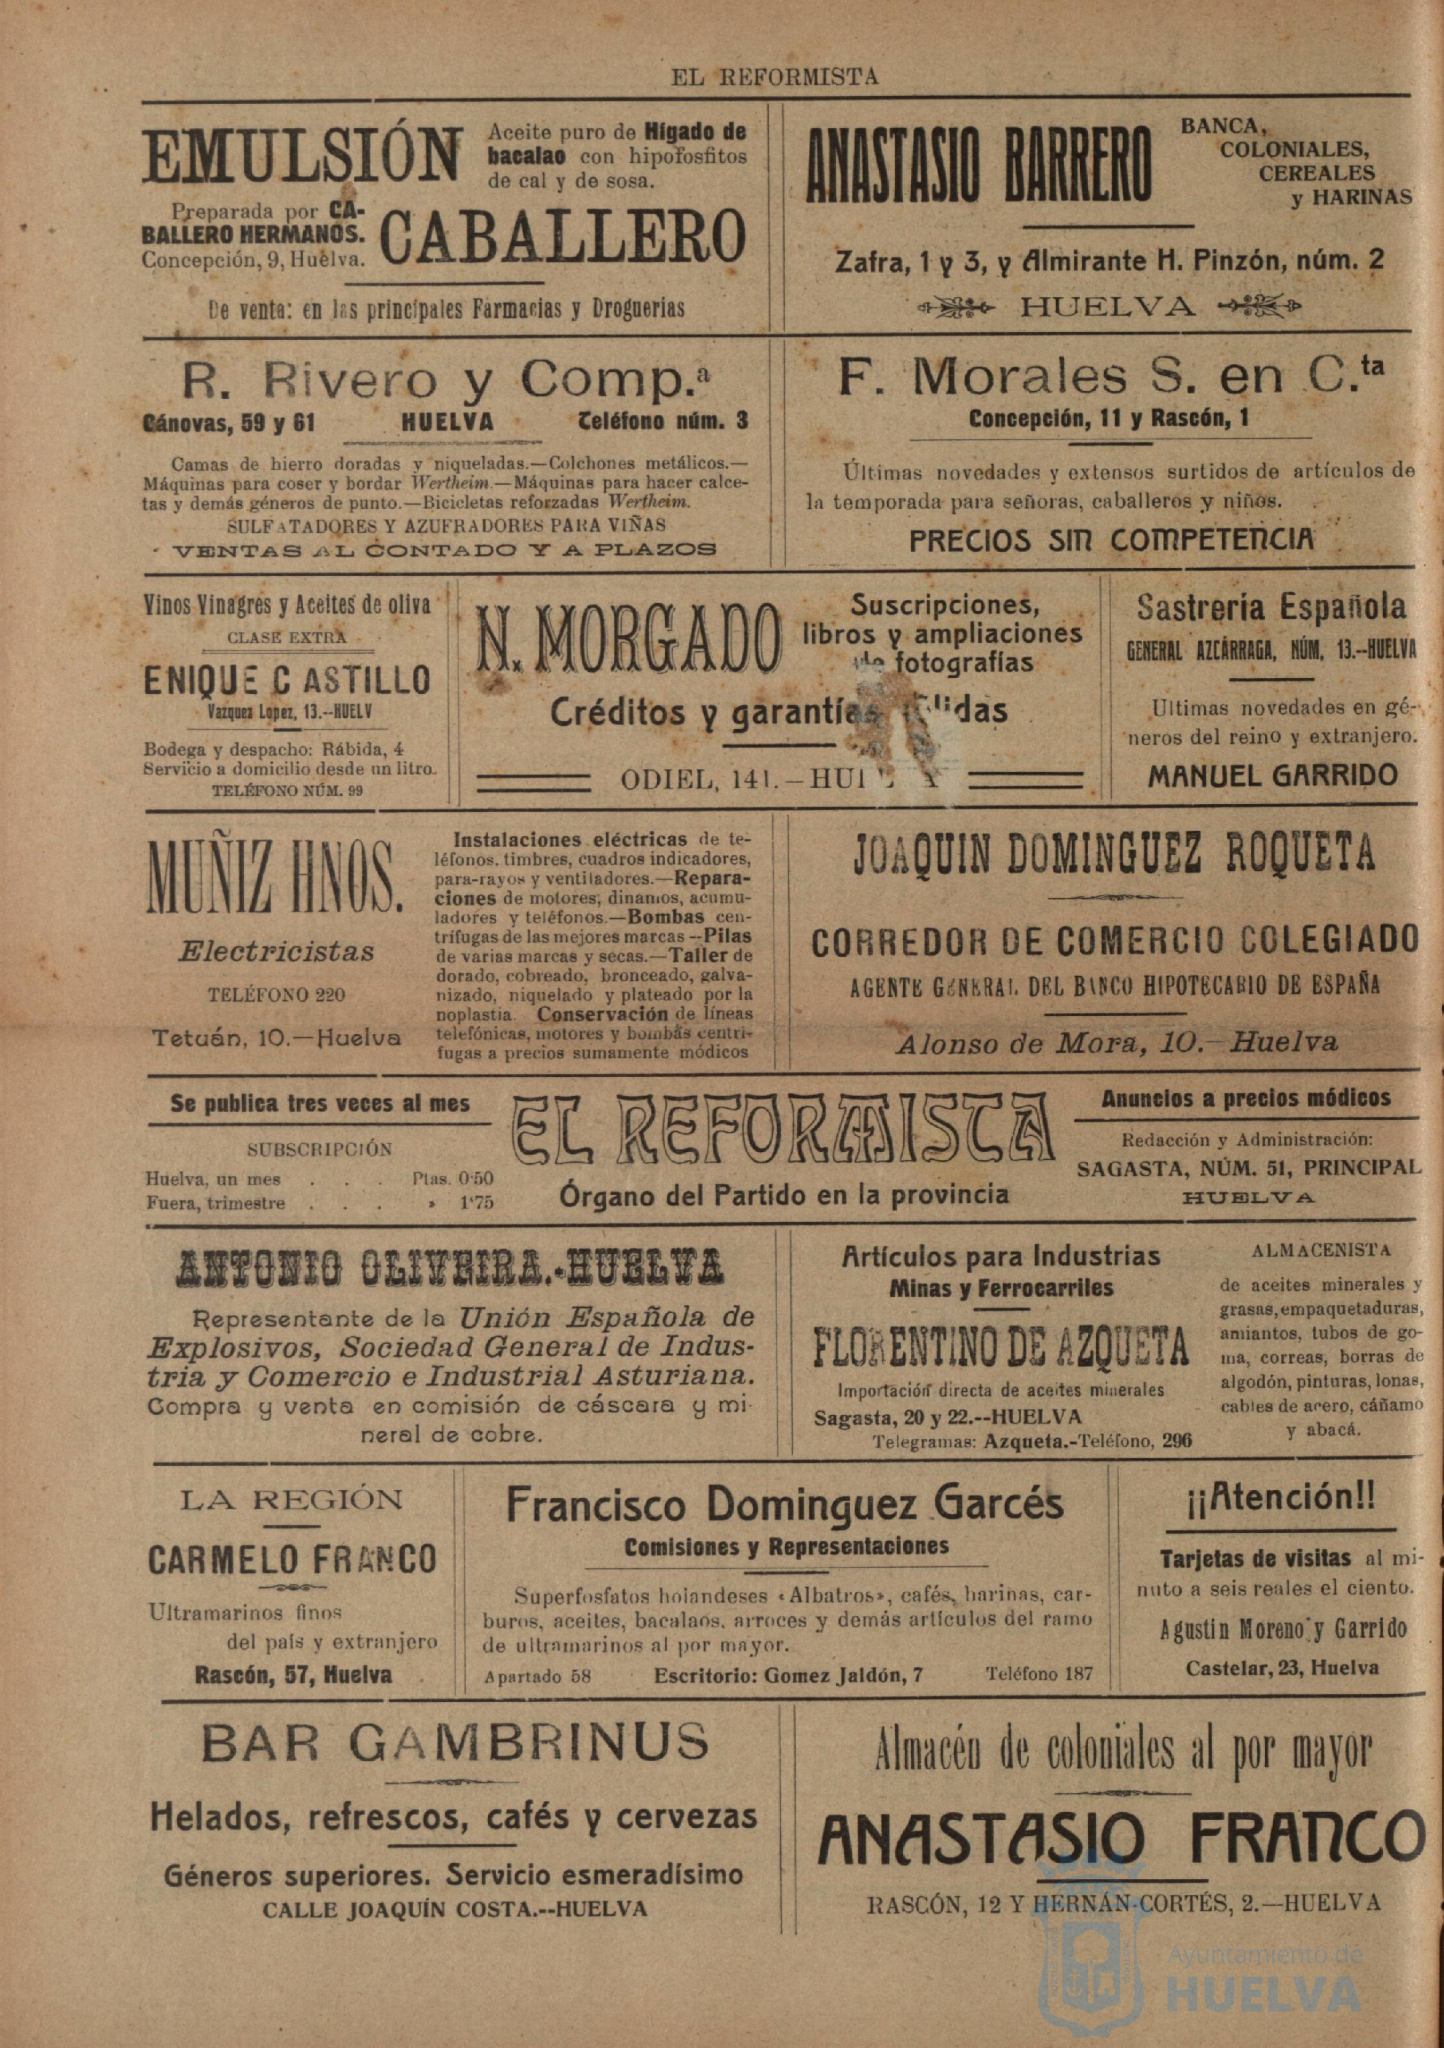 EL REFORMISTA
EMULSIÓN
Aceite puro de Hígado de
bacalao con hipofosfitos
de cal y de sosa.
Preparada por CA-
BALLERO HERMANOS.
Concepción, 9, Huelva.
CABALLERO
De venta: en las principales Farmacias y Droguerias
ANASTASIO BARRERO
BANCA,
COLONIALES,
CEREALES
y HARINAS
Zafra, 1 y 3, y Almirante H. Pinzón, núm. 2
HUELVA
R. Rivero y Comp.ª
Cánovas, 59 y 61 HUELVA Teléfono núm. 3
Camas de hierro doradas y niqueladas.—Colchones metálicos.—
Máquinas para coser y bordar Wertheim.—Máquinas para hacer calce-
tas y demás géneros de punto.—Bicicletas reforzadas Wertheim.
SULFATADORES Y AZUFRADORES PARA VIÑAS
VENTAS AL CONTADO Y A PLAZOS
F. Morales S. en C.ta
Concepción, 11 y Rascón, 1
Últimas novedades y extensos surtidos de artículos de
la temporada para señoras, caballeros y niños.
PRECIOS SIN COMPETENCIA
Vinos Vinagres y Aceites de oliva
CLASE EXTRA
ENIQUE C ASTILLO
Vazquez Lopez, 13.--HUELV
Bodega y despacho: Rábida, 4
Servicio a domicilio desde un litro.
TELÉFONO NÚM. 99
N. MORGADO
Suscripciones,
libros y ampliaciones
de fotografías
Créditos y garantías
ODIEL, 141.—HUELVA
Sastrería Española
GENERAL AZCÁRRAGA, NÚM. 13.--HUELVA
Ultimas novedades en gé-
neros del reino y extranjero.
MANUEL GARRIDO
MUÑIZ HNOS.
Electricistas
TELÉFONO 220
Tetuán, 10.—Huelva
Instalaciones eléctricas de te-
léfonos, timbres, cuadros indicadores,
para-rayos y ventiladores.—Repara-
ciones de motores, dinamos, acumu-
ladores y teléfonos.—Bombas cen-
trífugas de las mejores marcas—Pilas
de varias marcas y secas.—Taller de
dorado, cobreado, bronceado, galva-
nizado, niquelado y plateado por la
noplastia. Conservación de líneas
telefónicas, motores y bombas centri-
fugas a precios sumamente módicos
JOAQUIN DOMINGUEZ ROQUETA
CORREDOR DE COMERCIO COLEGIADO
AGENTE GENERAL DEL BANCO HIPOTECARIO DE ESPAÑA
Alonso de Mora, 10.—Huelva
Se publica tres veces al mes
SUBSCRIPCIÓN
Huelva, un mes . . . Ptas. 0·50
Fuera, trimestre . . . » 1'75
EL REFORMISTA
Órgano del Partido en la provincia
Anuncios a precios módicos
Redacción y Administración:
SAGASTA, NÚM. 51, PRINCIPAL
HUELVA
ANTONIO OLIVEIRA.-HUELVA
Representante de la Unión Española de
Explosivos, Sociedad General de Indus-
tria y Comercio e Industrial Asturiana.
Compra y venta en comisión de cáscara y mi-
neral de cobre.
Artículos para Industrias
Minas y Ferrocarriles
FLORENTINO DE AZQUETA
Importación directa de aceites minerales
Sagasta, 20 y 22.--HUELVA
Telegramas: Azqueta.-Teléfono, 296
ALMACENISTA
de aceites minerales y
grasas, empaquetaduras,
amiantos, tubos de go-
ma, correas, borras de
algodón, pinturas, lonas,
cables de acero, cáñamo
y abacá.
LA REGIÓN
CARMELO FRANCO
Ultramarinos finos
del país y extranjero
Rascón, 57, Huelva
Francisco Dominguez Garcés
Comisiones y Representaciones
Superfosfatos holandeses «Albatros», cafés, harinas, car-
buros, aceites, bacalaos, arroces y demás artículos del ramo
de ultramarinos al por mayor.
Apartado 58 Escritorio: Gomez Jaldón, 7 Teléfono 187
¡¡Atención!!
Tarjetas de visitas al mi-
nuto a seis reales el ciento.
Agustin Moreno y Garrido
Castelar, 23, Huelva
BAR GAMBRINUS
Helados, refrescos, cafés y cervezas
Géneros superiores. Servicio esmeradísimo
CALLE JOAQUÍN COSTA.--HUELVA
Almacén de coloniales al por mayor
ANASTASIO FRANCO
RASCÓN, 12 Y HERNÁN-CORTÉS, 2.—HUELVA
Ayuntamiento de
HUELVA